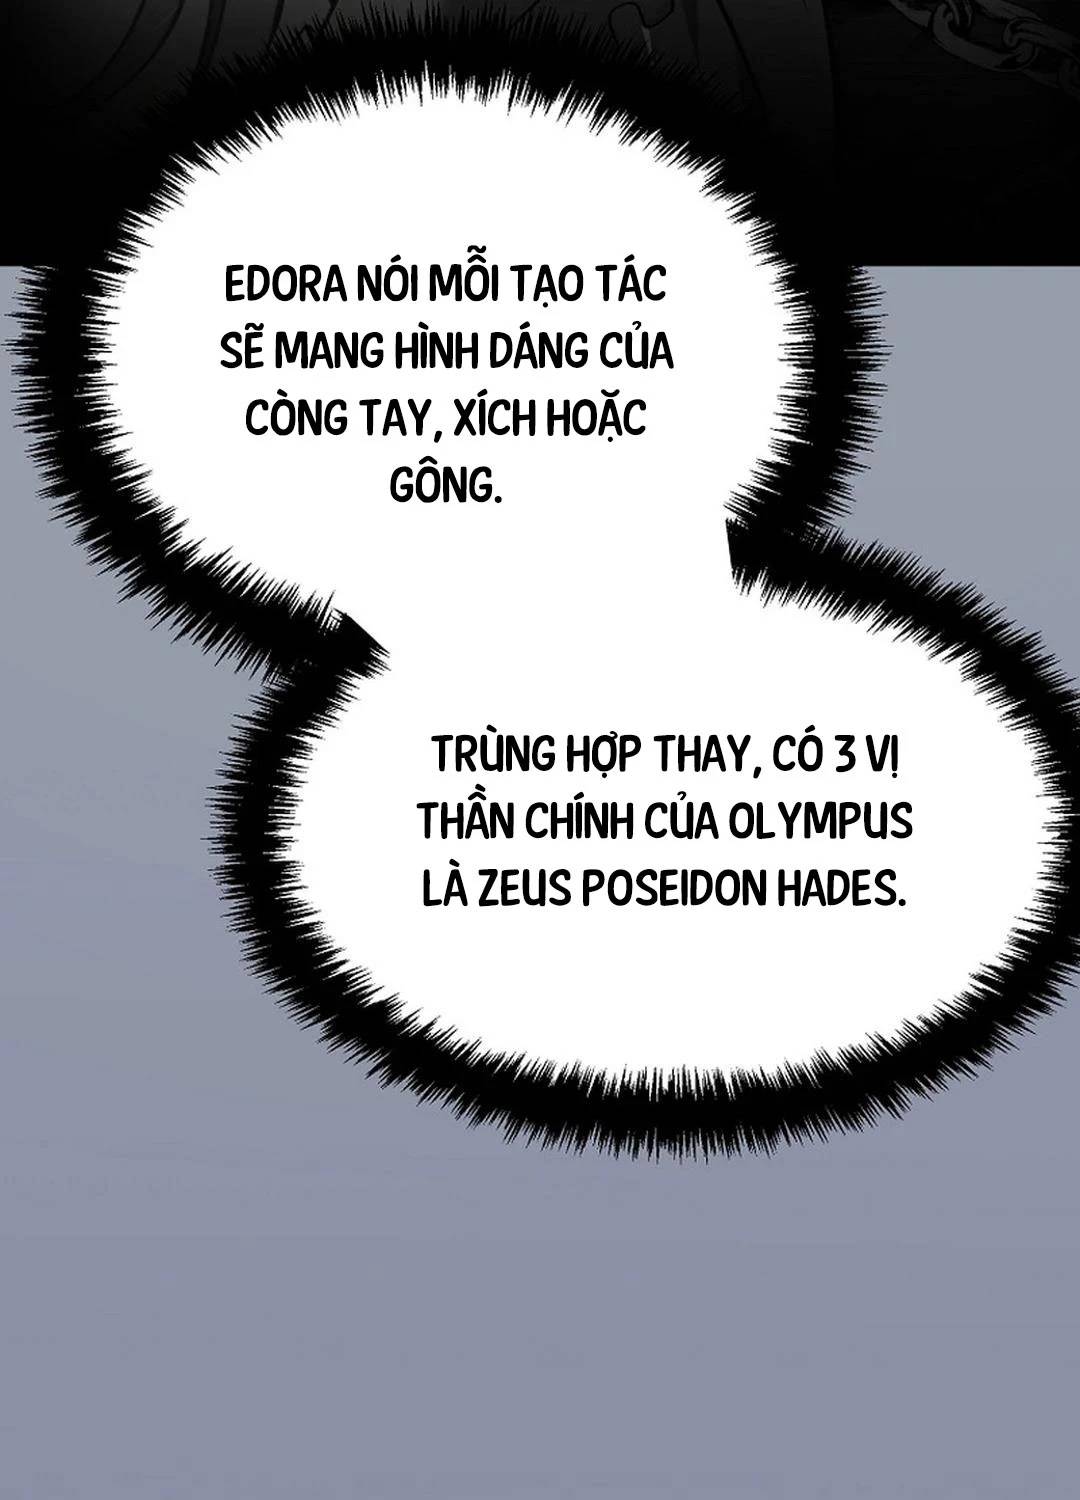 EDORA NÓI MỖI TẠO TÁC
SẼ MANG HÌNH DÁNG CỦA
CÒNG TAY, XÍCH HOẶC
GÔNG.
TRÙNG HỢP THAY, CÓ 3 VỊ
THẦN CHÍNH CỦA OLYMPUS
LÀ ZEUS POSEIDON HADES.